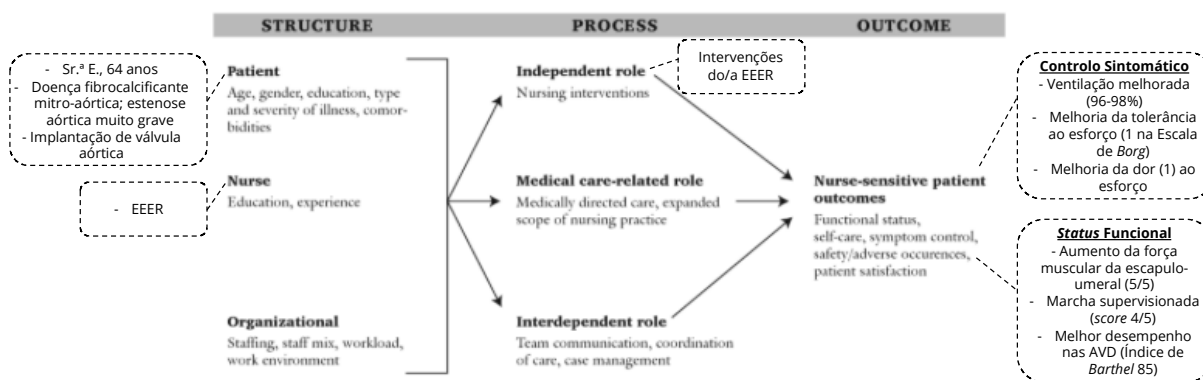 STRUCTURE
PROCESS
OUTCOME
- Sr.ª E., 64 anos
- Doença fibrocalcificante
mitro-aórtica; estenose
aórtica muito grave
- Implantação de válvula
aórtica
Patient
Age, gender, education, type
and severity of illness, comor-
bidities
- EEER
Nurse
Education, experience
Organizational
Staffing, staff mix, workload,
work environment
Independent role
Nursing interventions
Intervenções
do/a EEER
Medical care-related role
Medically directed care, expanded
scope of nursing practice
Interdependent role
Team communication, coordination
of care, case management
Nurse-sensitive patient
outcomes
Functional status,
self-care, symptom control,
safety/adverse occurences,
patient satisfaction
Controlo Sintomático
- Ventilação melhorada
(96-98%)
- Melhoria da tolerância
ao esforço (1 na Escala
de Borg)
- Melhoria da dor (1) ao
esforço
Status Funcional
- Aumento da força
muscular da escapulo-
umeral (5/5)
- Marcha supervisionada
(score 4/5)
- Melhor desempenho
nas AVD (Índice de
Barthel 85)